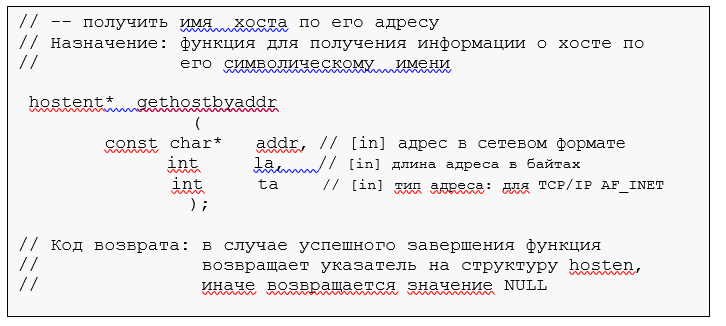 // -- получить имя  хоста по его адресу
// Назначение: функция для получения информации о хосте по
//             его символическому  имени
hostent*  gethostbyaddr
(
const char*   addr, // [in] адрес в сетевом формате
int     la,   // [in] длина адреса в байтах
int     ta    // [in] тип адреса: для TCP/IP AF_INET
);
// Код возврата: в случае успешного завершения функция
//               возвращает указатель на структуру hosten,
//               иначе возвращается значение NULL